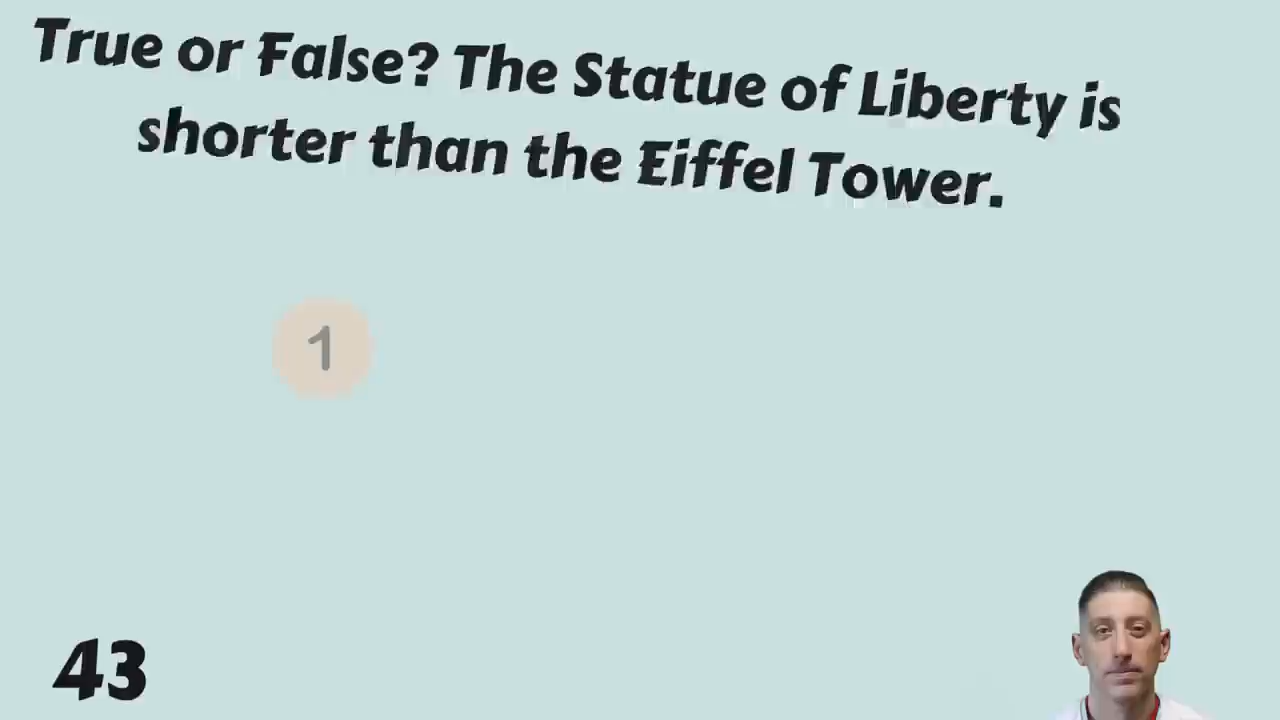 True or False? The Statue of Liberty is
shorter than the Eiffel Tower.
1
43